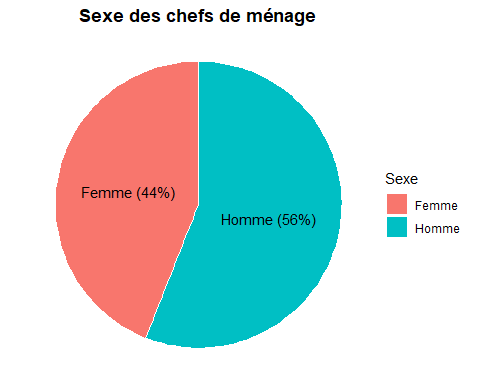 Sexe des chefs de ménage
Femme (44%)
Homme (56%)
Sexe
Femme
Homme